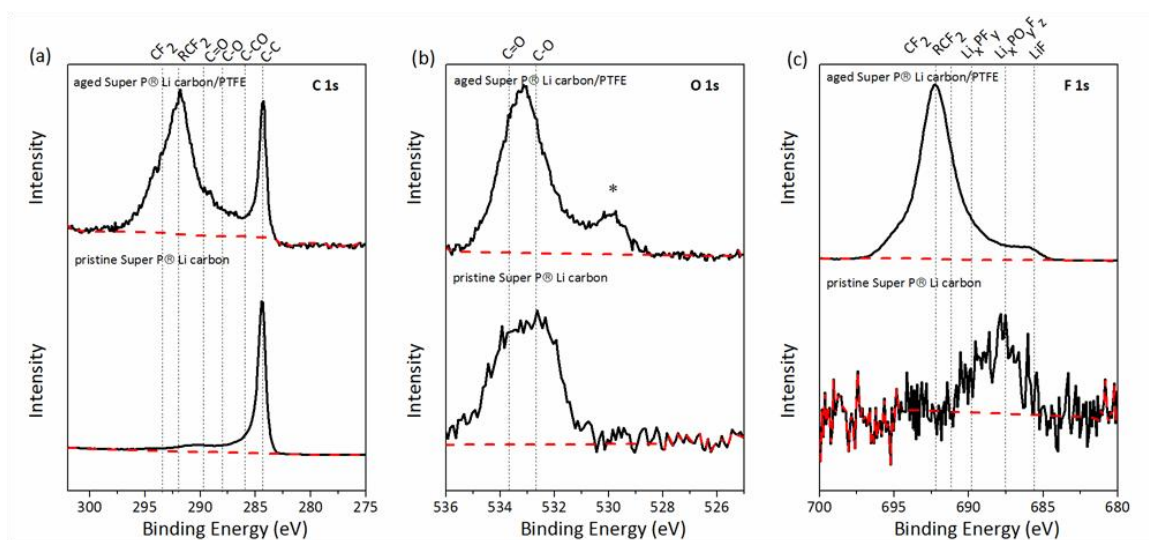 (a)
CF2
RCF2
C=O
C-O
C-CO
C-C
aged Super P® Li carbon/PTFE
C 1s
Intensity
pristine Super P® Li carbon
Intensity
300 295 290 285 280 275
Binding Energy (eV)
(b)
C=O
C-O
aged Super P® Li carbon/PTFE
O 1s
*
Intensity
pristine Super P® Li carbon
Intensity
536 534 532 530 528 526
Binding Energy (eV)
(c)
CF2
RCF2
LixPFy
LixPOyFz
LiF
aged Super P® Li carbon/PTFE
F 1s
Intensity
pristine Super P® Li carbon
Intensity
700 695 690 685 680
Binding Energy (eV)